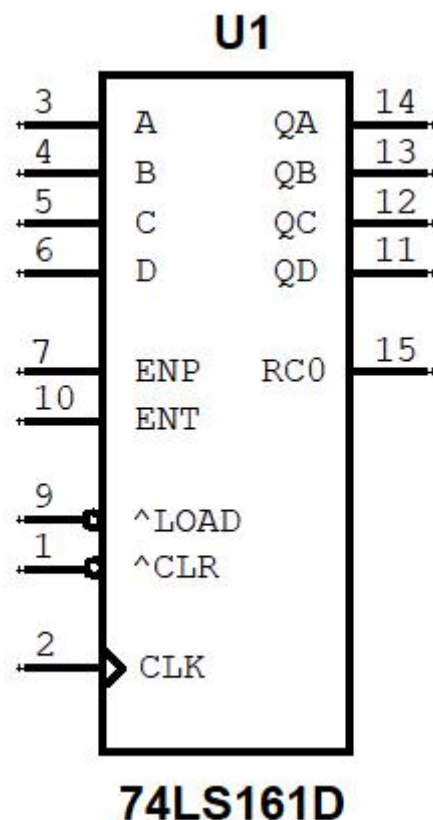 U1
3 A QA 14
4 B QB 13
5 C QC 12
6 D QD 11
7 ENP RCO 15
10 ENT
9 ^LOAD
1 ^CLR
2 CLK
74LS161D